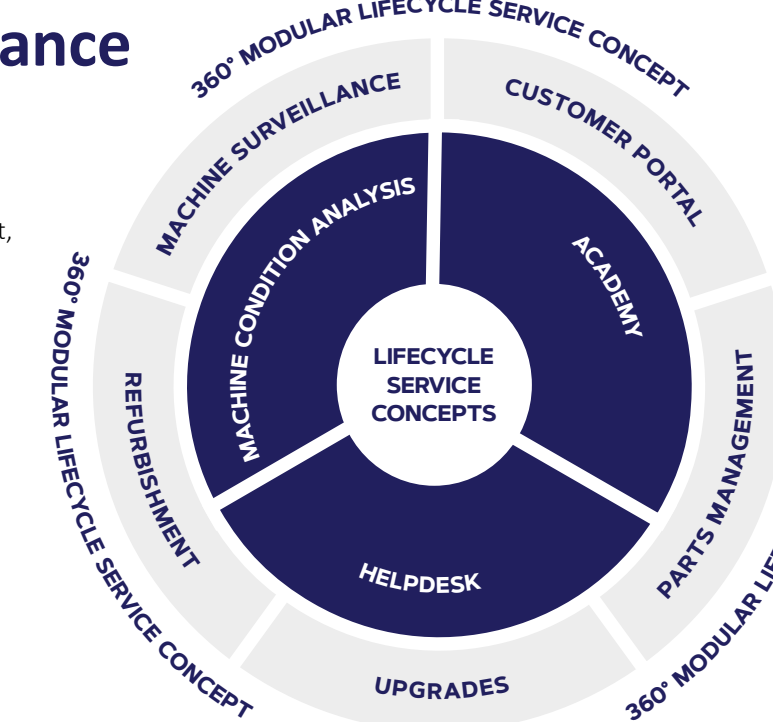 ance
t,
360° MODULAR LIFECYCLE SERVICE CONCEPT
MACHINE SURVEILLANCE
CUSTOMER PORTAL
MACHINE CONDITION ANALYSIS
ACADEMY
360° MODULAR LIFECYCLE SERVICE CONCEPT
LIFECYCLE
SERVICE
CONCEPTS
REFURBISHMENT
PARTS MANAGEMENT
HELPDESK
UPGRADES
360° MODULAR LIF